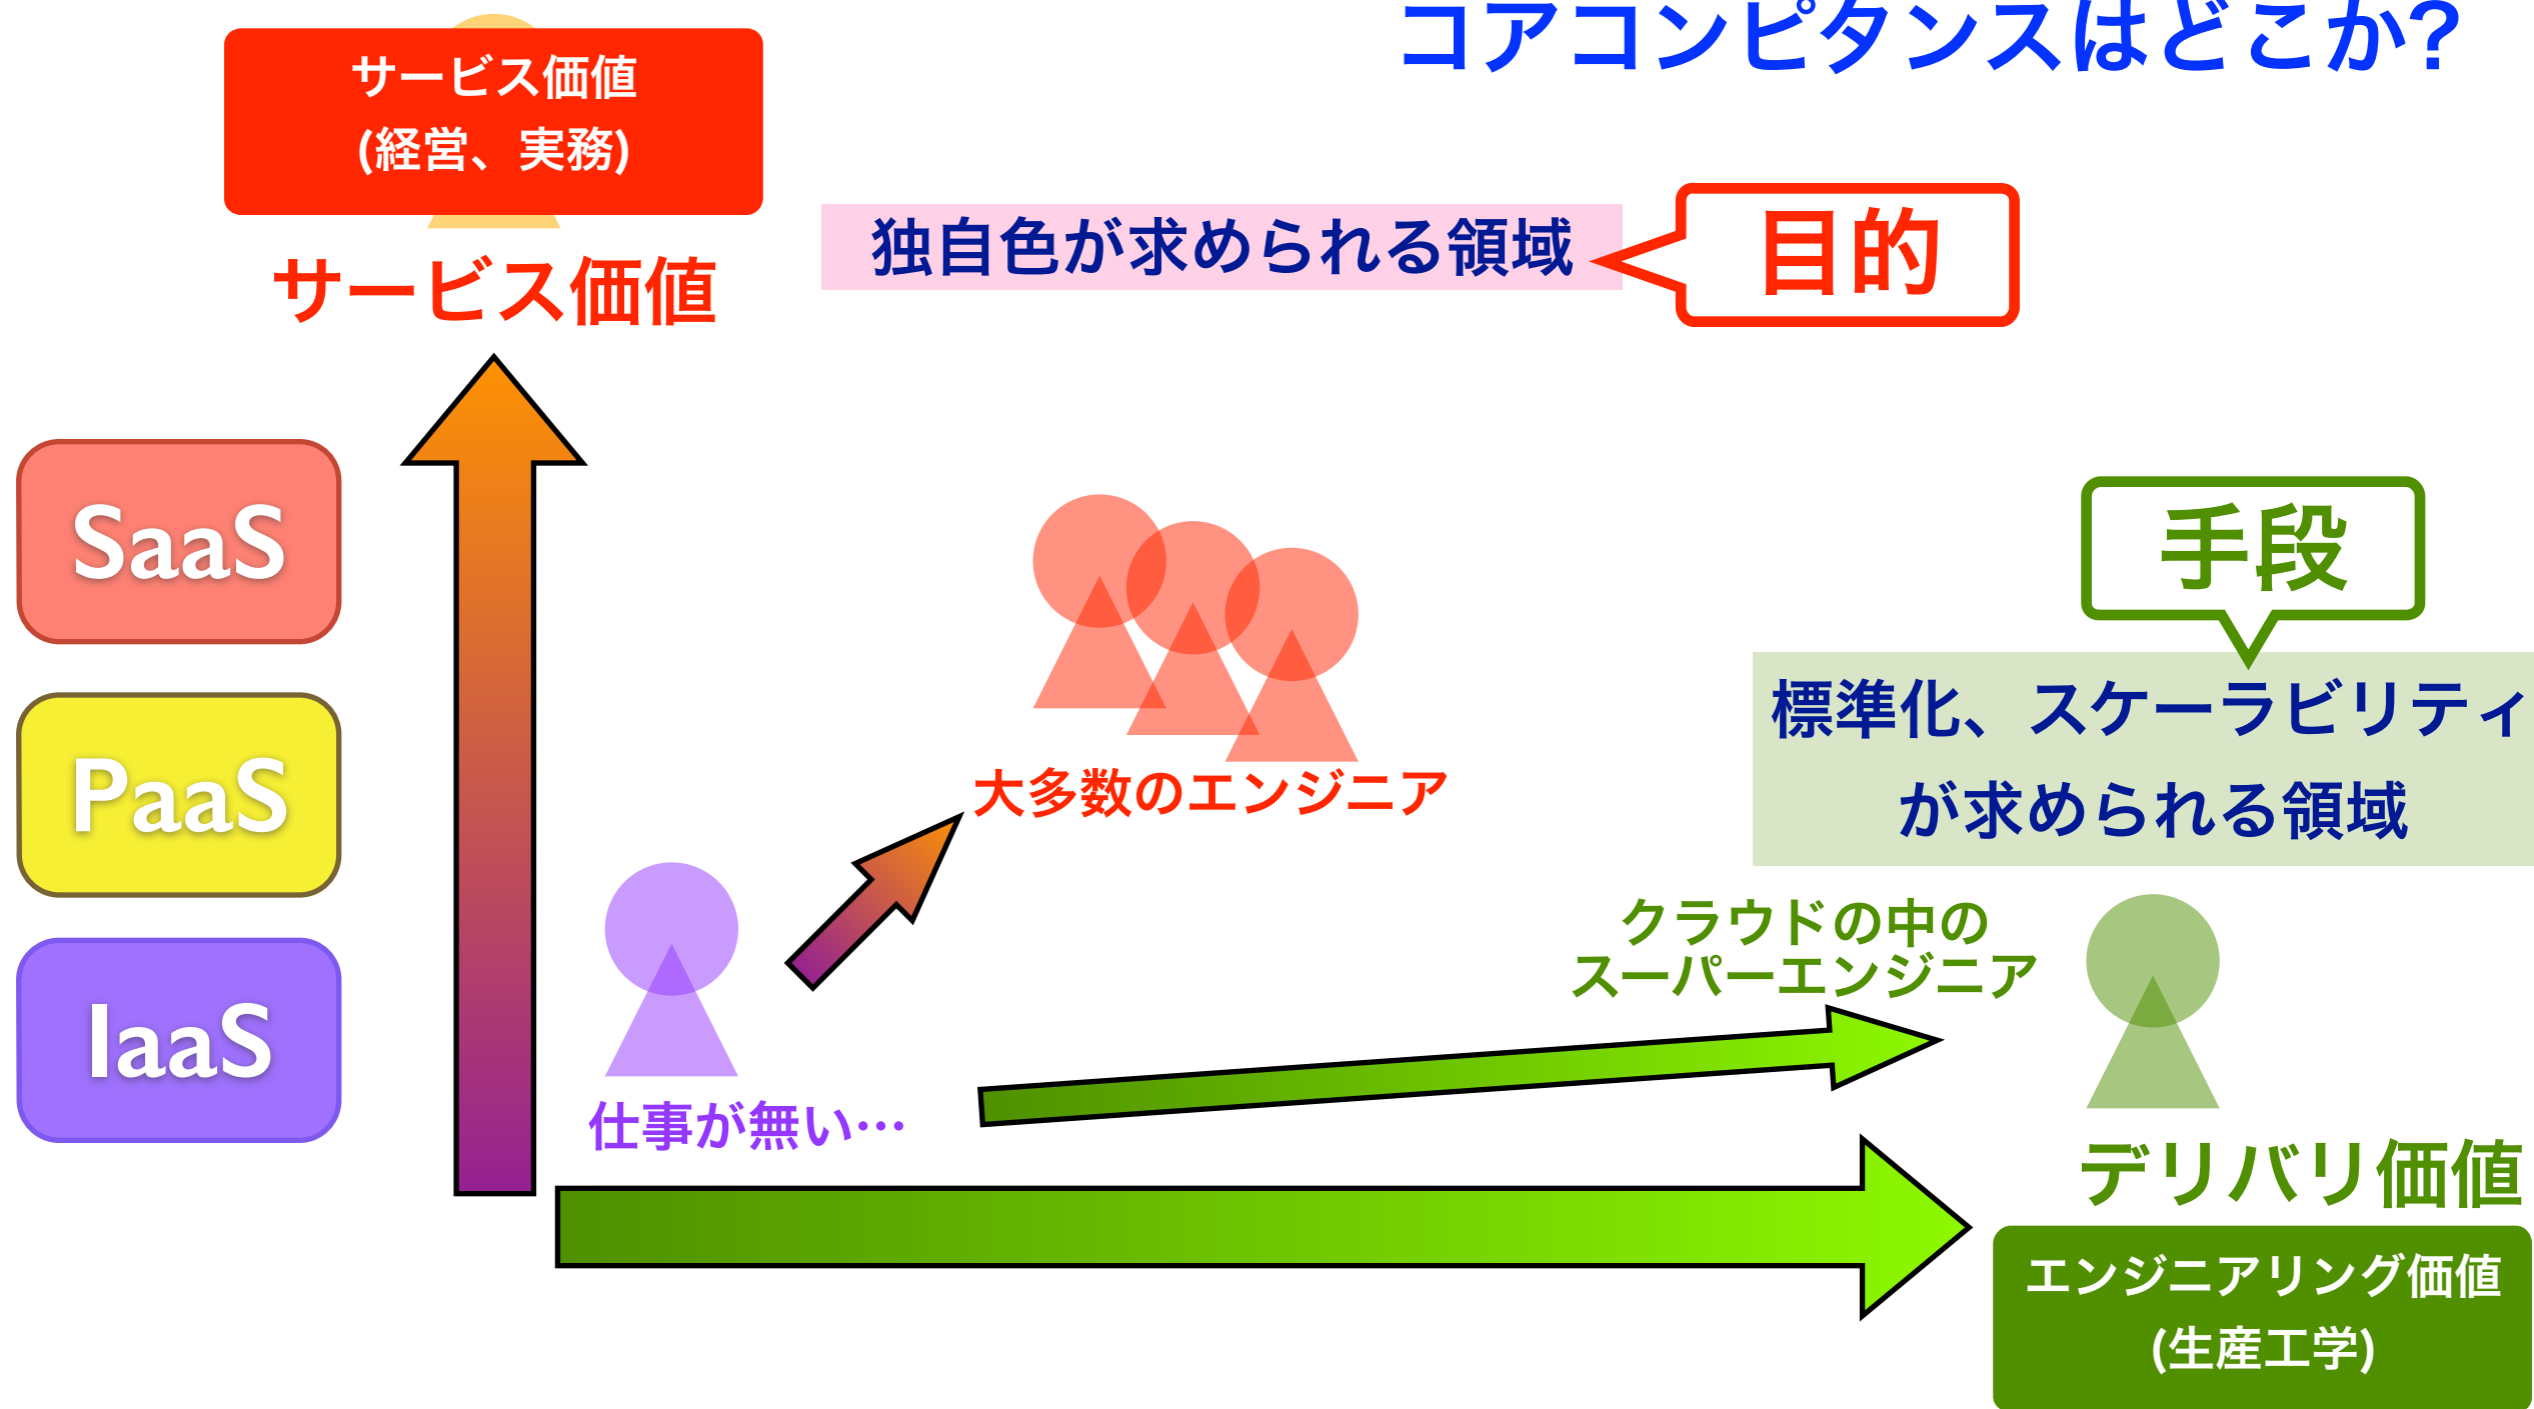 コアコンピタンスはどこか?
サービス価値
(経営、実務)
サービス価値
独自色が求められる領域
目的
SaaS
PaaS
IaaS
大多数のエンジニア
仕事が無い…
手段
標準化、スケーラビリティ
が求められる領域
クラウドの中の
スーパーエンジニア
デリバリ価値
エンジニアリング価値
(生産工学)